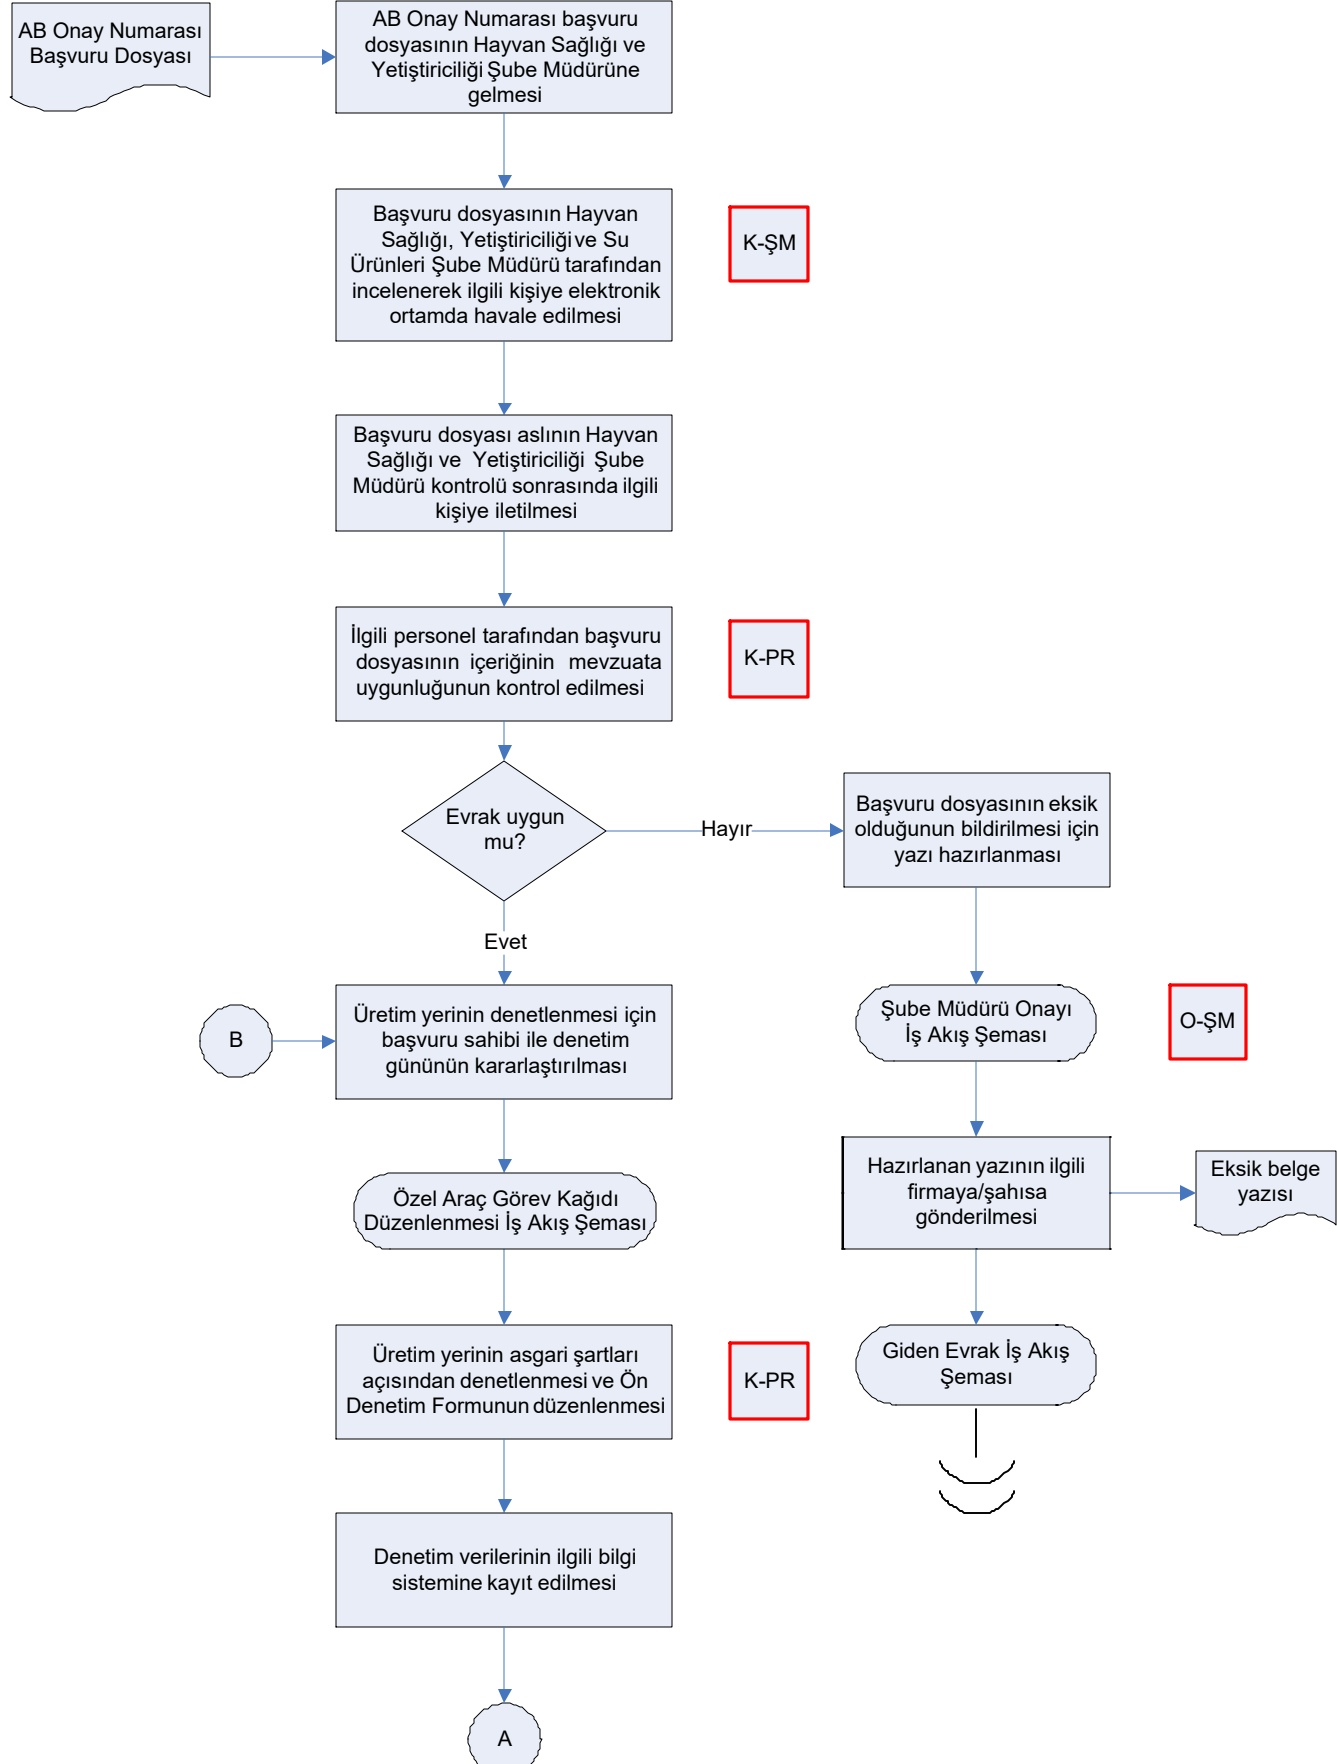 AB Onay Numarası
Başvuru Dosyası
AB Onay Numarası başvuru
dosyasının Hayvan Sağlığı ve
Yetiştiriciliği Şube Müdürüne
gelmesi
Başvuru dosyasının Hayvan
Sağlığı, Yetiştiriciliği ve Su
Ürünleri Şube Müdürü tarafından
incelenerek ilgili kişiye elektronik
ortamda havale edilmesi
K-ŞM
Başvuru dosyası aslının Hayvan
Sağlığı ve Yetiştiriciliği Şube
Müdürü kontrolü sonrasında ilgili
kişiye iletilmesi
İlgili personel tarafından başvuru
dosyasının içeriğinin mevzuata
uygunluğunun kontrol edilmesi
K-PR
Evrak uygun
mu?
Hayır
Başvuru dosyasının eksik
olduğunun bildirilmesi için
yazı hazırlanması
Evet
B
Üretim yerinin denetlenmesi için
başvuru sahibi ile denetim
gününün kararlaştırılması
Şube Müdürü Onayı
İş Akış Şeması
O-ŞM
Özel Araç Görev Kağıdı
Düzenlenmesi İş Akış Şeması
Hazırlanan yazının ilgili
firmaya/şahısa
gönderilmesi
Eksik belge
yazısı
Üretim yerinin asgari şartları
açısından denetlenmesi ve Ön
Denetim Formunun düzenlenmesi
K-PR
Giden Evrak İş Akış
Şeması
Denetim verilerinin ilgili bilgi
sistemine kayıt edilmesi
A